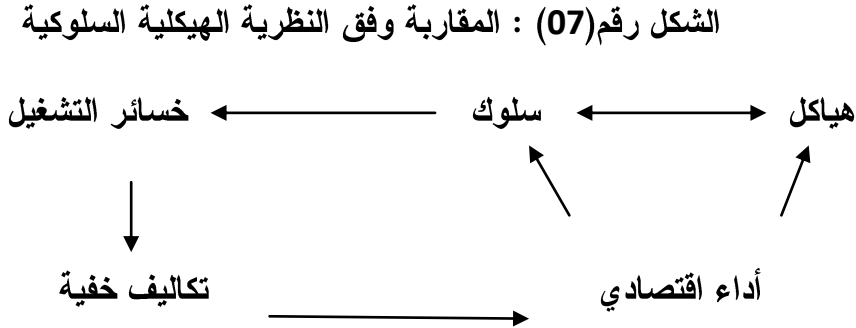 الشكل رقم(07) : المقاربة وفق النظرية الهيكلية السلوكية
هياكل سلوك خسائر التشغيل
أداء اقتصادي تكاليف خفية